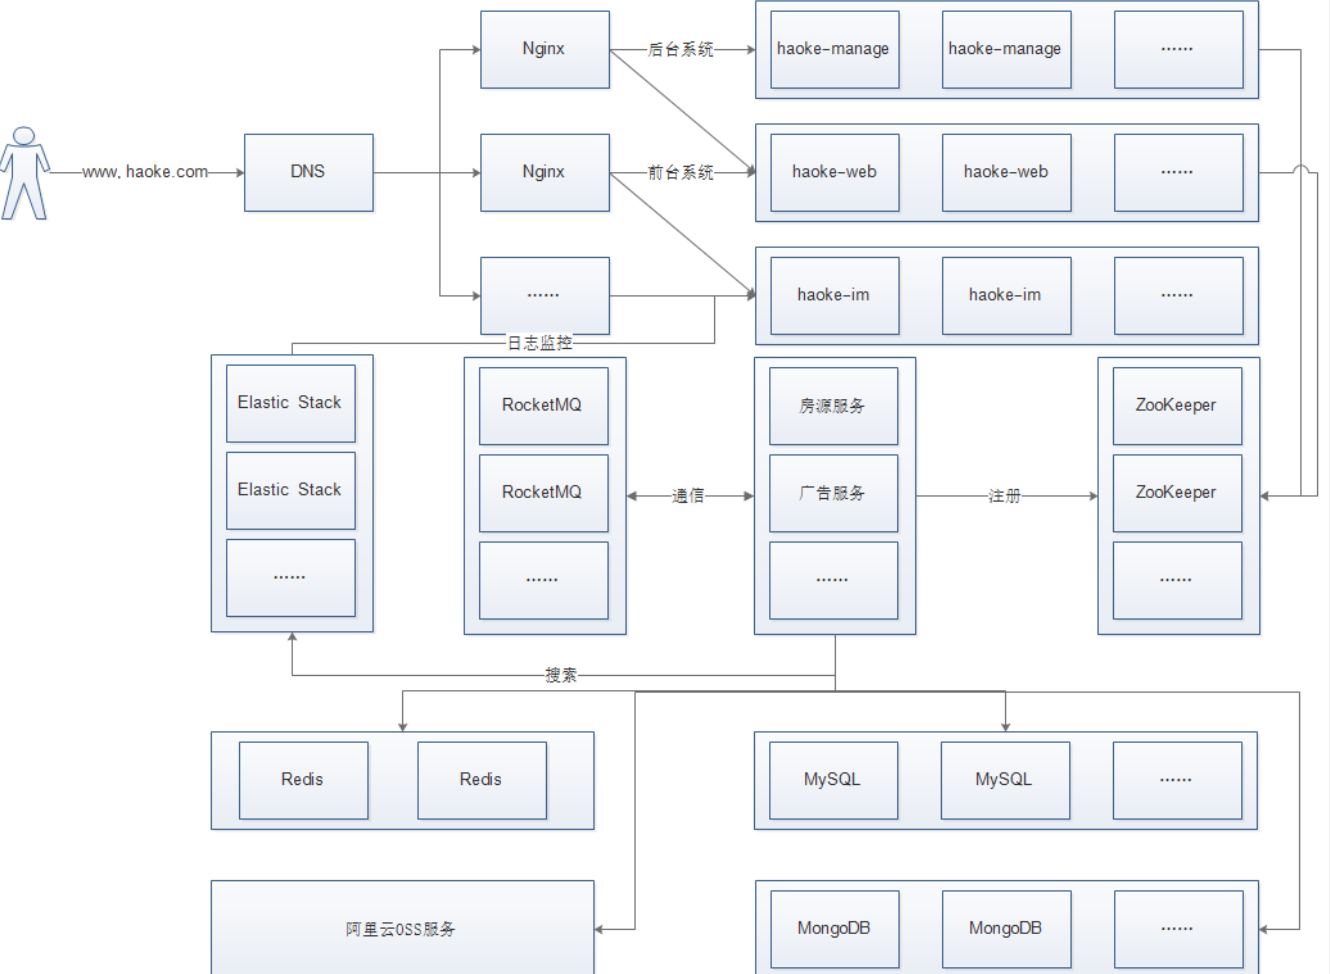 Nginx
后台系统
haoke-manage
haoke-manage
······
www.haoke.com
DNS
Nginx
前台系统
haoke-web
haoke-web
······
······
haoke-im
haoke-im
······
日志监控
Elastic Stack
RocketMQ
房源服务
ZooKeeper
Elastic Stack
RocketMQ
通信
广告服务
注册
ZooKeeper
······
······
······
······
搜索
Redis
Redis
MySQL
MySQL
······
阿里云OSS服务
MongoDB
MongoDB
······